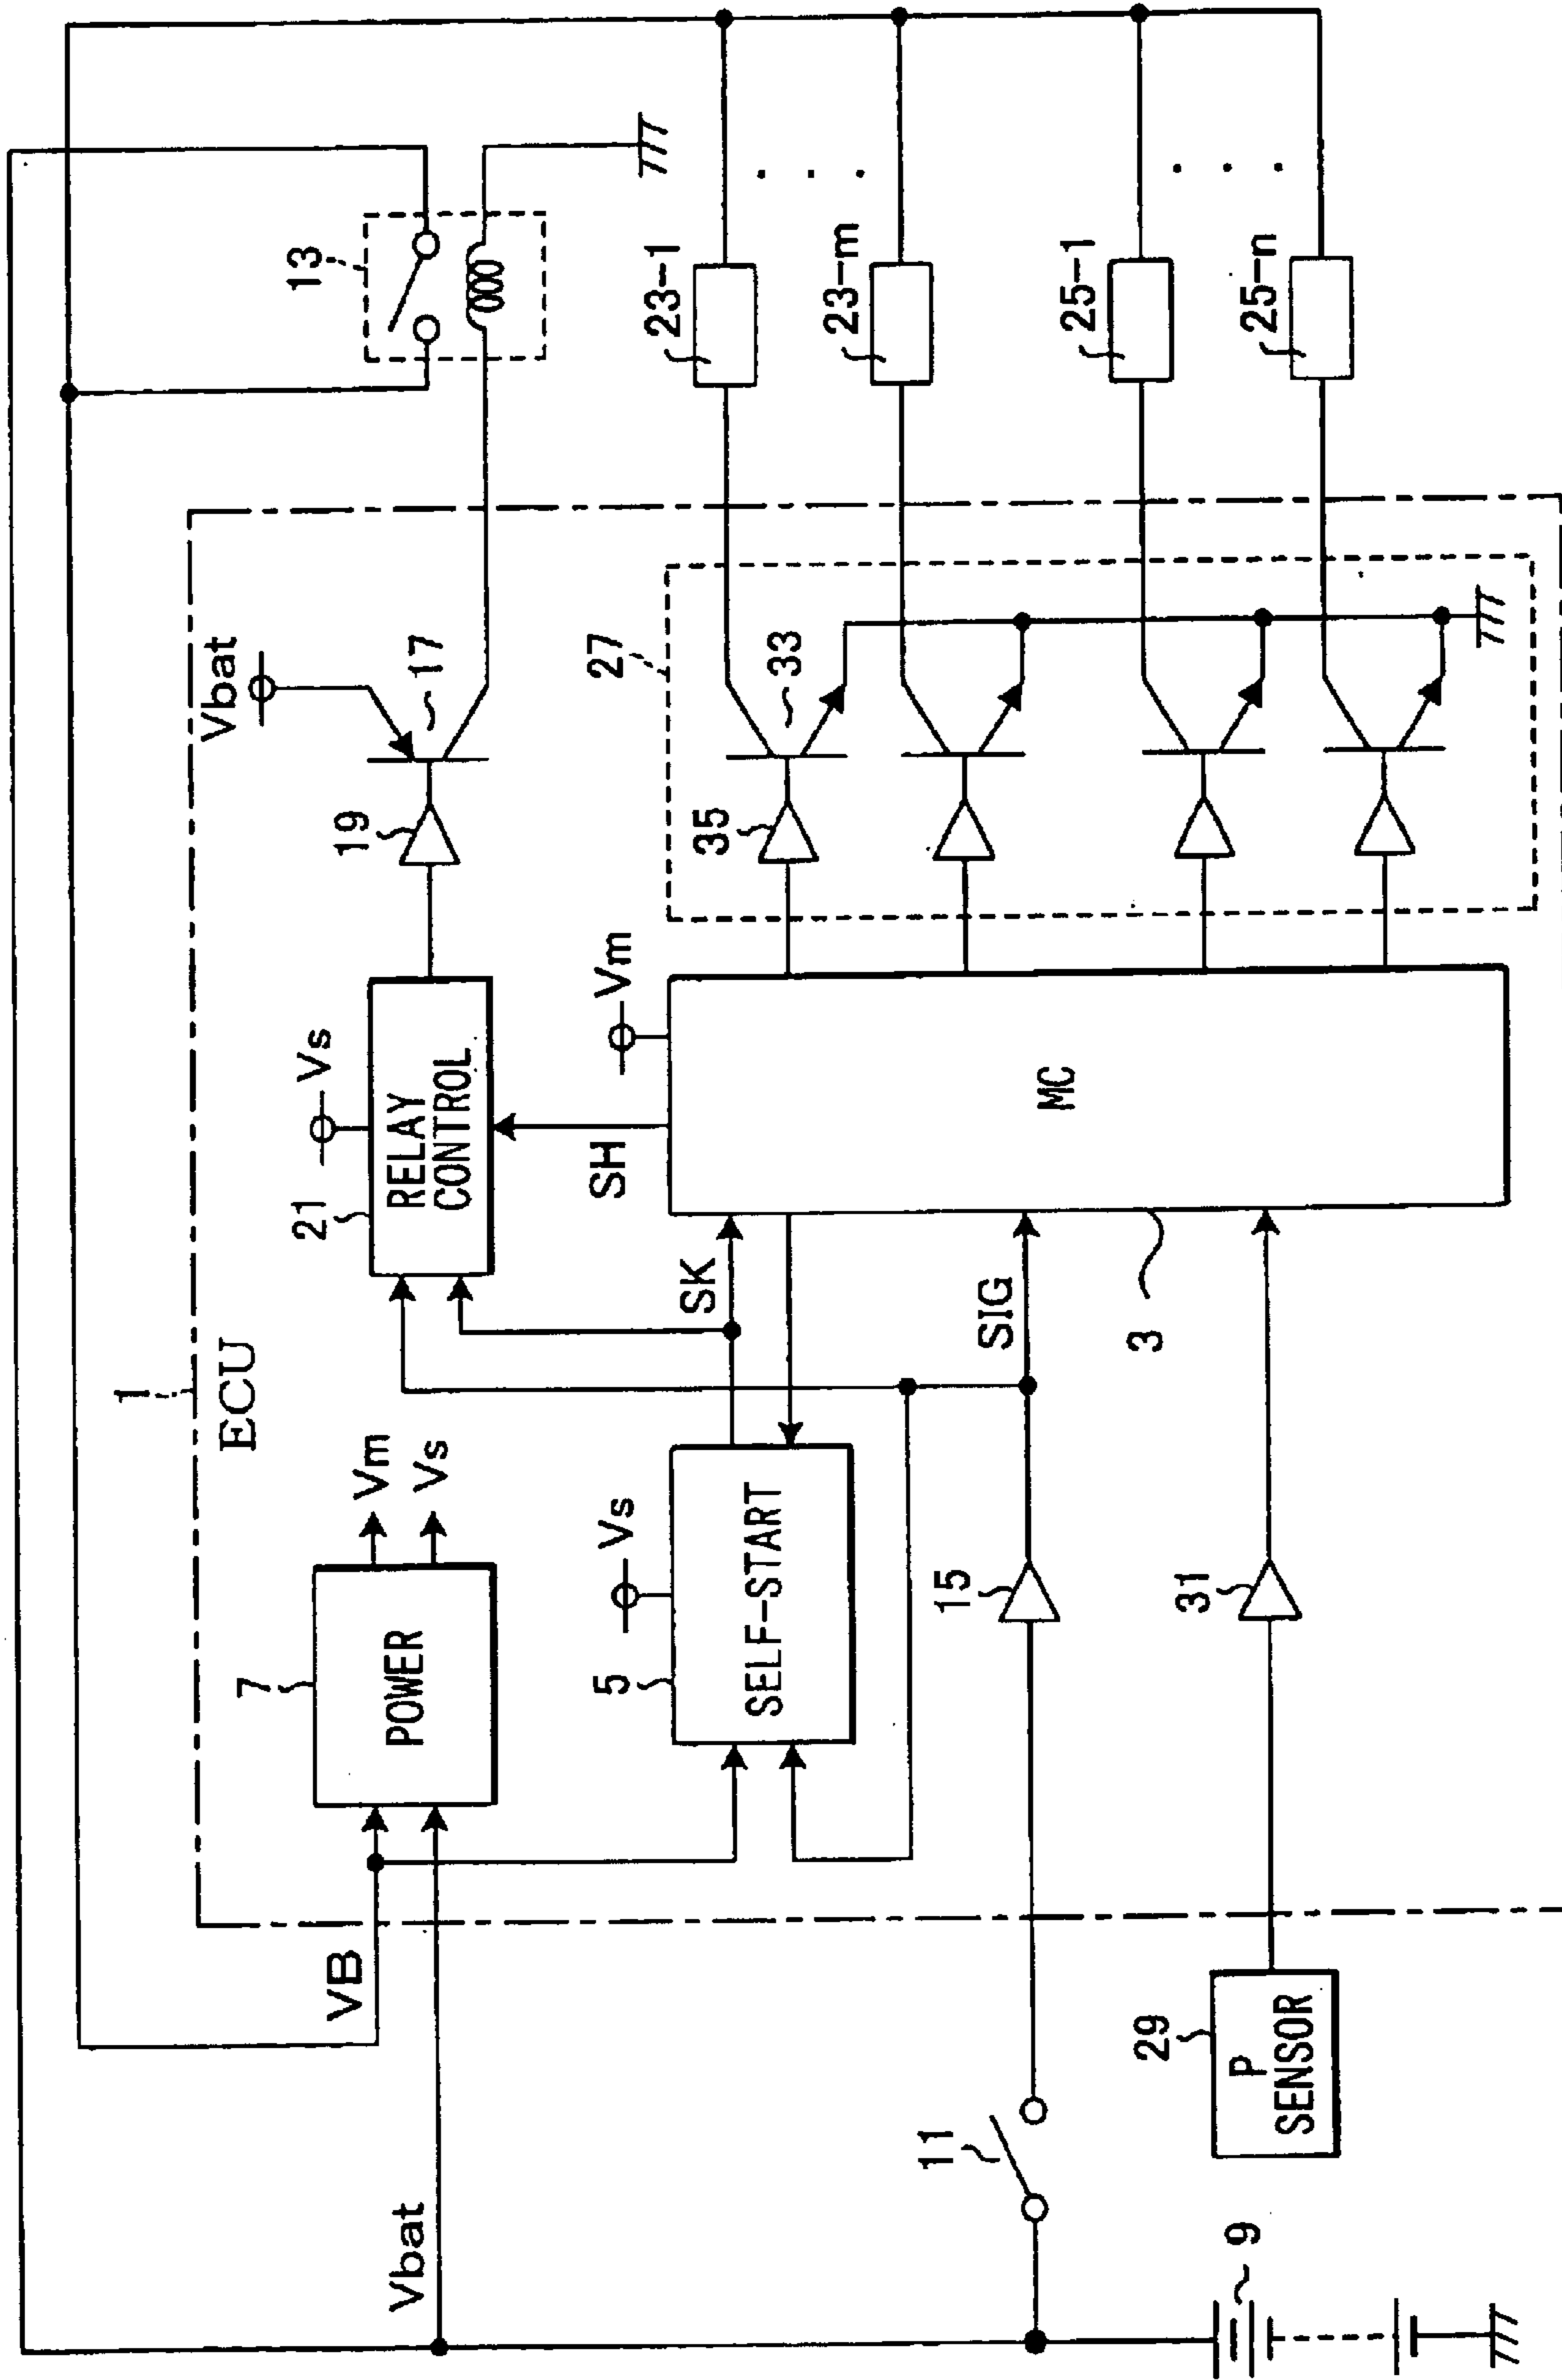 13
Vbat
17
19
Vs
21
RELAY
CONTROL
1
ECU
Vm
Vs
7
POWER
VB
Vbat
23-1
23-m
25-1
25-n
27
33
35
Vm
SH
MC
3
SK
SIG
Vs
5
SELF-START
15
31
11
29
P
SENSOR
9